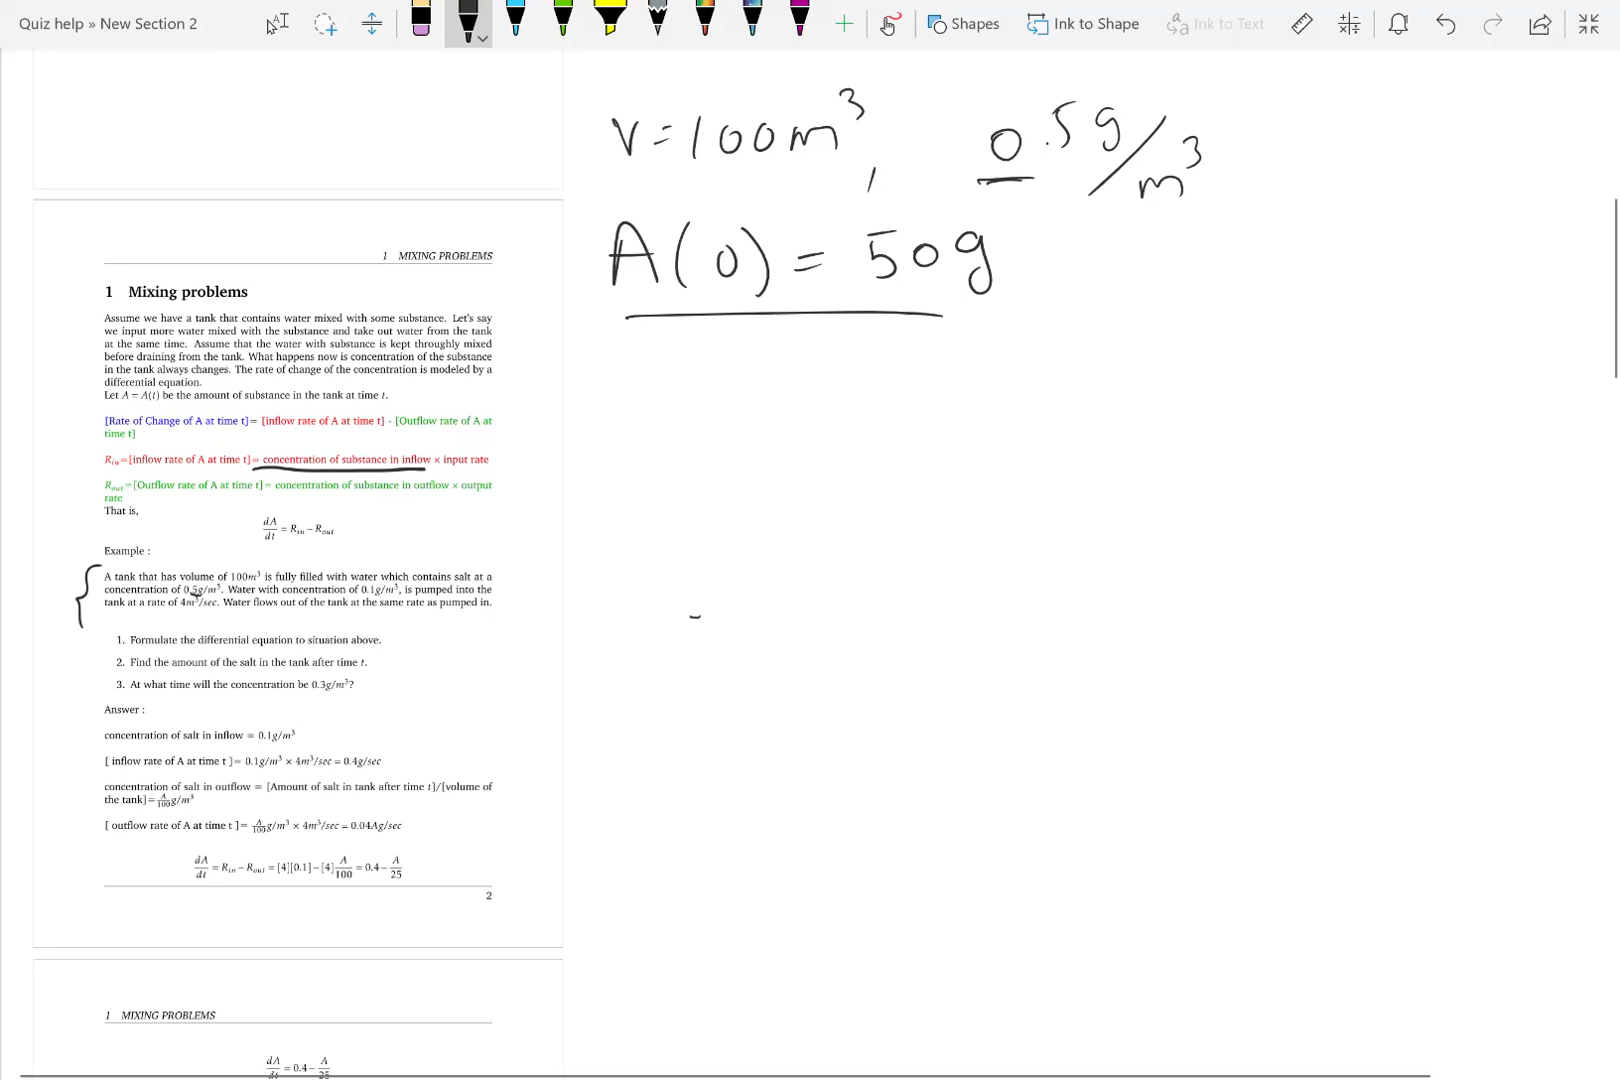 Quiz help » New Section 2
Shapes
Ink to Shape
Ink to Text
V = 100m³, 0.5g/m³
A(0) = 50g
1 MIXING PROBLEMS
1 Mixing problems
Assume we have a tank that contains water mixed with some substance. Let's say
we input more water mixed with the substance and take out water from the tank
at the same time. Assume that the water with substance is kept throughly mixed
before draining from the tank. What happens now is concentration of the substance
in the tank always changes. The rate of change of the concentration is modeled by a
differential equation.
Let A = A(t) be the amount of substance in the tank at time t.
[Rate of Change of A at time t]= [inflow rate of A at time t] - [Outflow rate of A at
time t]
R_in=[inflow rate of A at time t]= concentration of substance in inflow × input rate
R_out=[Outflow rate of A at time t]= concentration of substance in outflow × output
rate
That is,
dA/dt = R_in − R_out
Example :
A tank that has volume of 100m³ is fully filled with water which contains salt at a
concentration of 0.5g/m³. Water with concentration of 0.1g/m³, is pumped into the
tank at a rate of 4m³/sec. Water flows out of the tank at the same rate as pumped in.
1. Formulate the differential equation to situation above.
2. Find the amount of the salt in the tank after time t.
3. At what time will the concentration be 0.3g/m³?
Answer :
concentration of salt in inflow = 0.1g/m³
[ inflow rate of A at time t ]= 0.1g/m³ × 4m³/sec = 0.4g/sec
concentration of salt in outflow = [Amount of salt in tank after time t]/[volume of
the tank]= A/100 g/m³
[ outflow rate of A at time t ]= A/100 g/m³ × 4m³/sec = 0.04Ag/sec
dA/dt = R_in − R_out = [4][0.1] − [4] A/100 = 0.4 − A/25
2
1 MIXING PROBLEMS
dA/dt = 0.4 − A/25